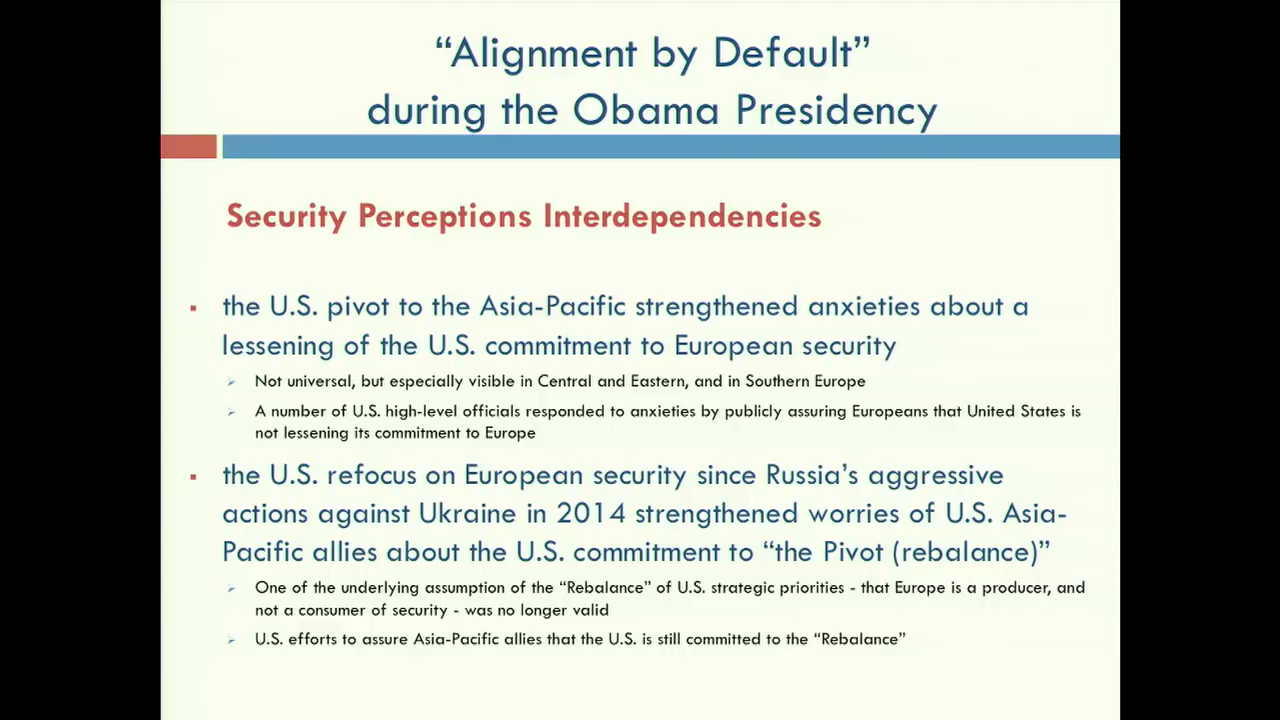 “Alignment by Default”
during the Obama Presidency
Security Perceptions Interdependencies
▪ the U.S. pivot to the Asia-Pacific strengthened anxieties about a
lessening of the U.S. commitment to European security
➢ Not universal, but especially visible in Central and Eastern, and in Southern Europe
➢ A number of U.S. high-level officials responded to anxieties by publicly assuring Europeans that United States is
not lessening its commitment to Europe
▪ the U.S. refocus on European security since Russia’s aggressive
actions against Ukraine in 2014 strengthened worries of U.S. Asia-
Pacific allies about the U.S. commitment to “the Pivot (rebalance)”
➢ One of the underlying assumption of the “Rebalance” of U.S. strategic priorities - that Europe is a producer, and
not a consumer of security - was no longer valid
➢ U.S. efforts to assure Asia-Pacific allies that the U.S. is still committed to the “Rebalance”